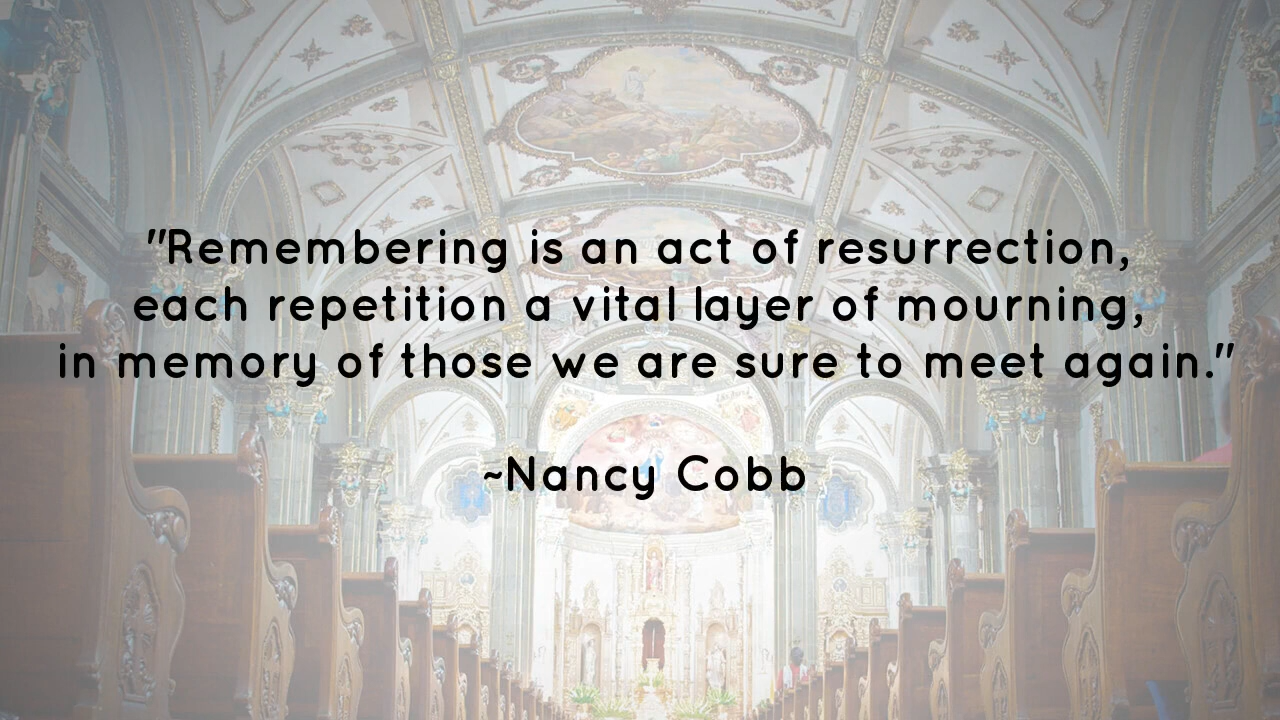 "Remembering is an act of resurrection,
each repetition a vital layer of mourning,
in memory of those we are sure to meet again."
~Nancy Cobb